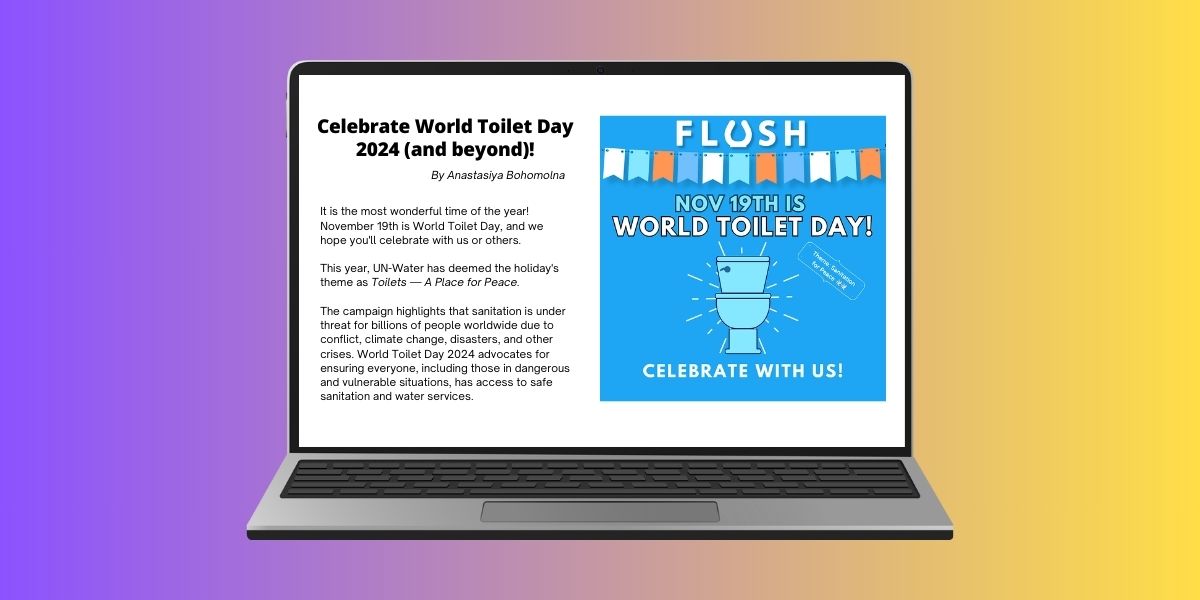 Celebrate World Toilet Day
2024 (and beyond)!
By Anastasiya Bohomolna
It is the most wonderful time of the year!
November 19th is World Toilet Day, and we
hope you'll celebrate with us or others.
This year, UN-Water has deemed the holiday's
theme as Toilets — A Place for Peace.
The campaign highlights that sanitation is under
threat for billions of people worldwide due to
conflict, climate change, disasters, and other
crises. World Toilet Day 2024 advocates for
ensuring everyone, including those in dangerous
and vulnerable situations, has access to safe
sanitation and water services.
FLUSH
NOV 19TH IS
WORLD TOILET DAY!
Theme: Sanitation
for Peace
CELEBRATE WITH US!